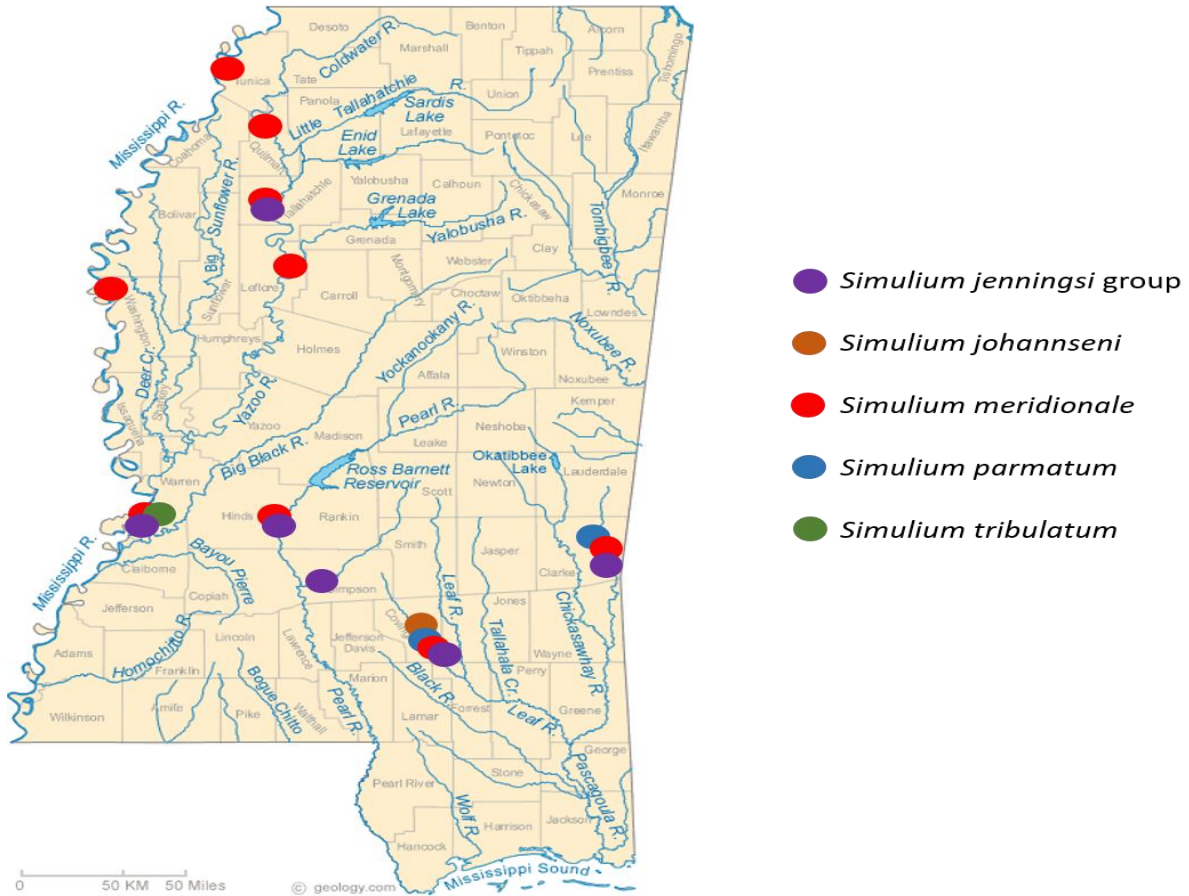 Desoto
Benton
Alcorn
Coldwater R.
Marshall
Tippah
Tishomingo
Tunica
Tate
Prentiss
Panola
Little Tallahatchie R.
Union
Sardis
Lake
Mississippi R.
Lafayette
Pontotoc
Lee
Itawamba
Enid
Lake
Coahoma
Quitman
Yalobusha
Calhoun
Chickasaw
Monroe
Tallahatchie
Grenada
Lake
Bolivar
Big Sunflower R.
Yalobusha R.
Tombigbee R.
Grenada
Clay
Webster
Montgomery
Leflore
Sunflower
Carroll
Choctaw
Oktibbeha
Lowndes
Washington
Humphreys
Holmes
Yockanookany R.
Winston
Noxubee R.
Deer Cr.
Attala
Noxubee
Sharkey
Issaquena
Yazoo R.
Yazoo
Pearl R.
Kemper
Madison
Leake
Neshoba
Big Black R.
Okatibbee
Lake
Lauderdale
Ross Barnett
Reservoir
Warren
Scott
Newton
Hinds
Rankin
Mississippi R.
Bayou Pierre
Smith
Jasper
Clarke
Claiborne
Simpson
Copiah
Jefferson
Leaf R.
Jones
Chickasawhay R.
Coving
Lincoln
Lawrence
Jefferson
Davis
Tallahala Cr.
Wayne
Adams
Homochitto R.
Franklin
Marion
Black R.
Perry
Bogue Chitto
Wilkinson
Amite
Pike
Walthall
Pearl R.
Lamar
Forrest
Leaf R.
Greene
George
Pascagoula R.
Stone
Pearl River
Wolf R.
Harrison
Jackson
Hancock
Mississippi Sound
0 50 KM 50 Miles
© geology.com
Simulium jenningsi group
Simulium johannseni
Simulium meridionale
Simulium parmatum
Simulium tribulatum